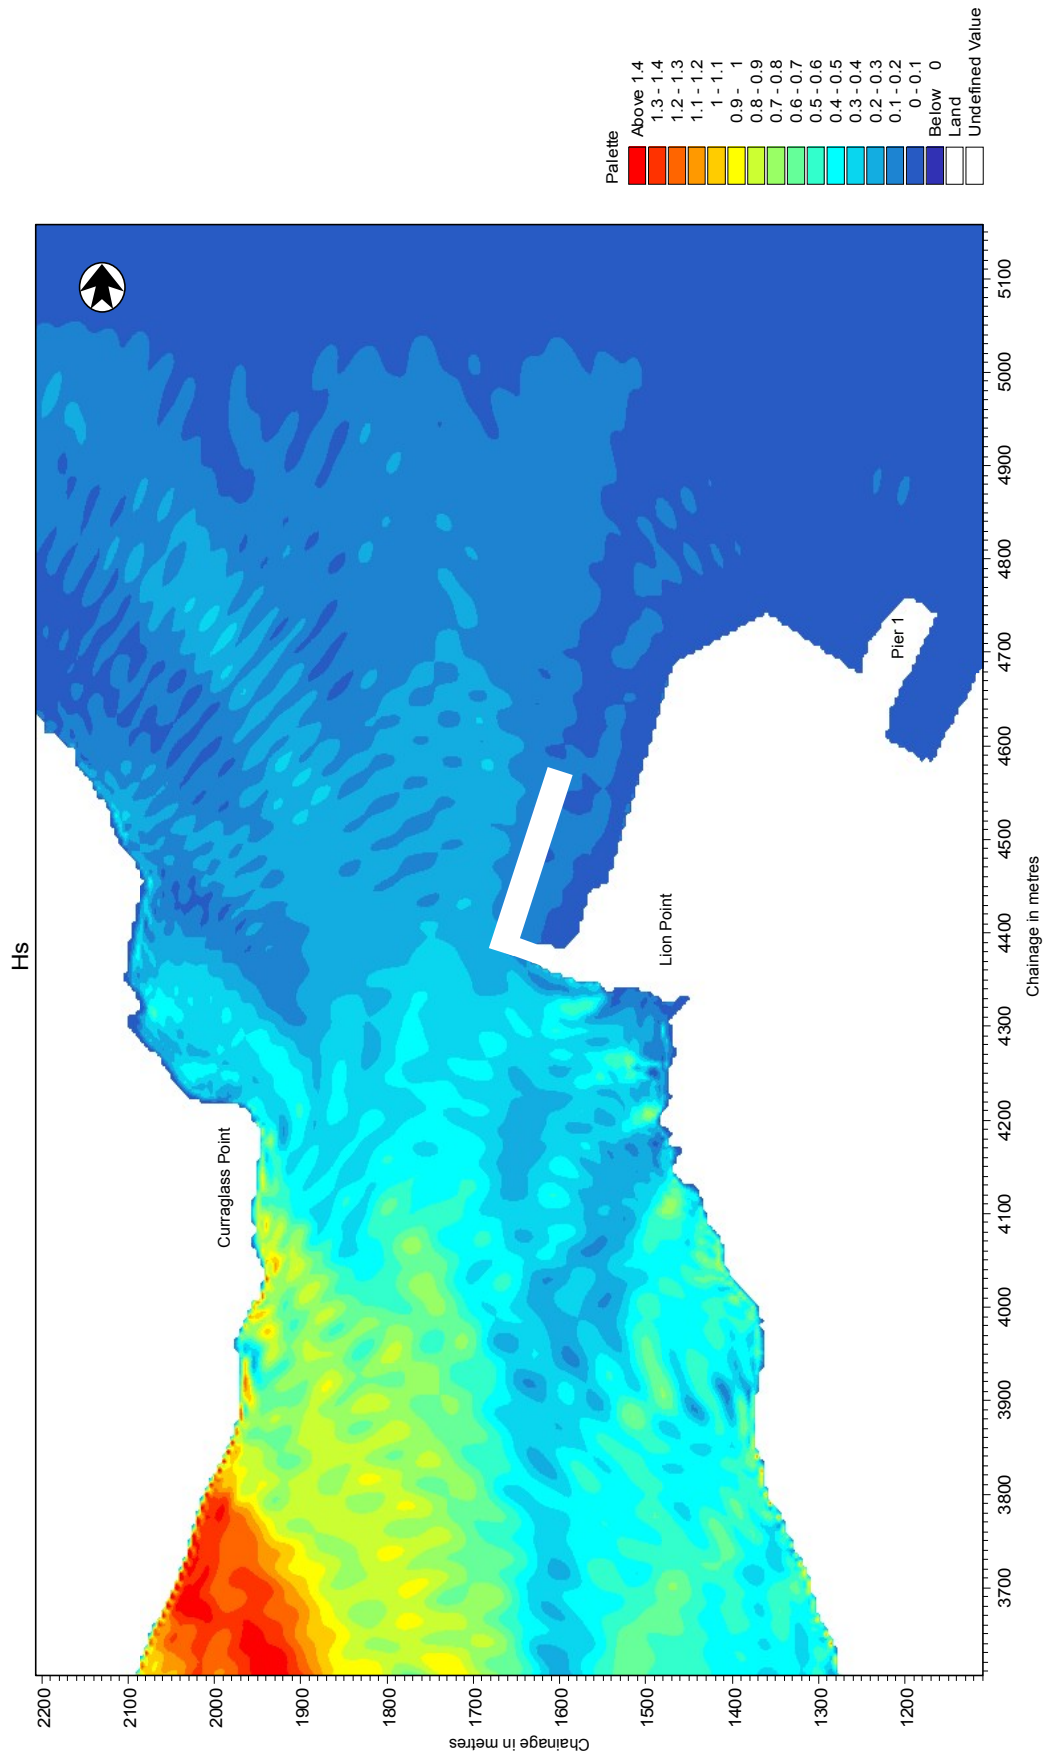 Hs
Palette
Above 1.4
1.3 - 1.4
1.2 - 1.3
1.1 - 1.2
1 - 1.1
0.9 - 1
0.8 - 0.9
0.7 - 0.8
0.6 - 0.7
0.5 - 0.6
0.4 - 0.5
0.3 - 0.4
0.2 - 0.3
0.1 - 0.2
0 - 0.1
Below 0
Land
Undefined Value
Curraglass Point
Lion Point
Pier 1
2200
2100
2000
1900
1800
1700
1600
1500
1400
1300
1200
Chainage in metres
3700
3800
3900
4000
4100
4200
4300
4400
4500
4600
4700
4800
4900
5000
5100
Chainage in metres